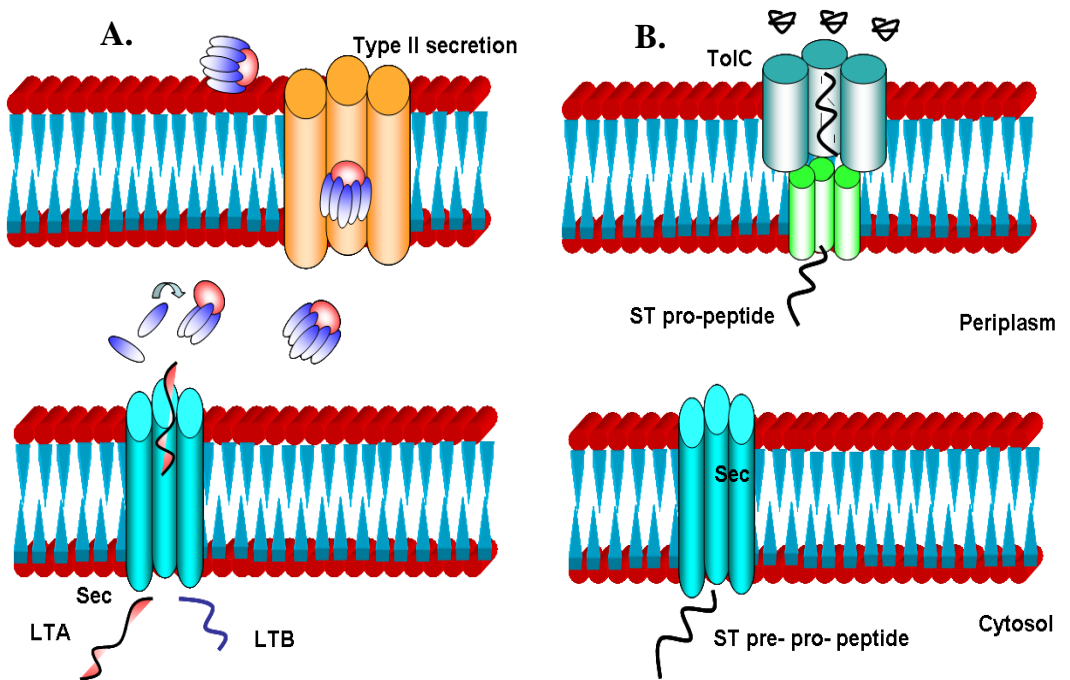 A.
Type II secretion
Sec
LTA
LTB
B.
TolC
ST pro-peptide
Periplasm
Sec
ST pre- pro- peptide
Cytosol